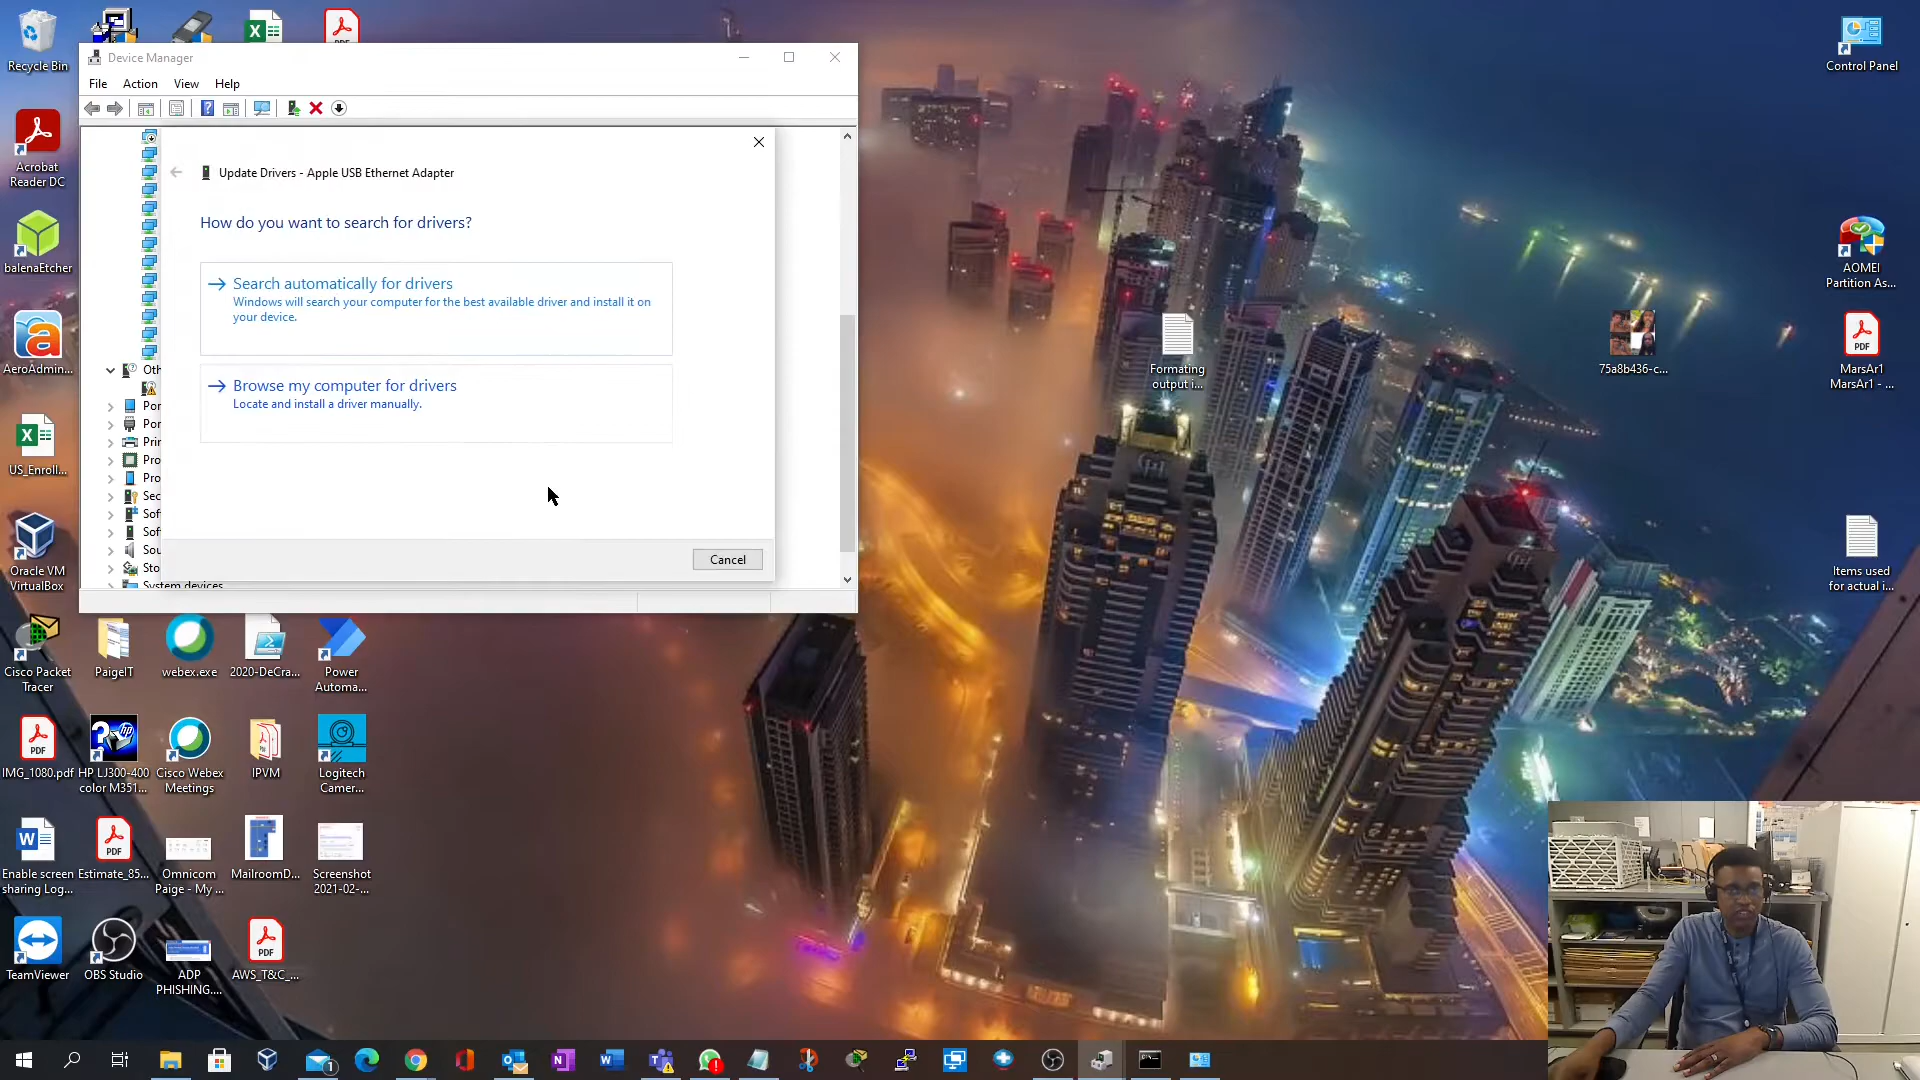 Recycle Bin
Acrobat
Reader DC
balenaEtcher
AeroAdmin...
US_Enroll...
Oracle VM
VirtualBox
Device Manager
File Action View Help
Update Drivers - Apple USB Ethernet Adapter
How do you want to search for drivers?
Search automatically for drivers
Windows will search your computer for the best available driver and install it on
your device.
Browse my computer for drivers
Locate and install a driver manually.
Cancel
Oth
Por
Por
Prin
Pro
Pro
Sec
Sof
Sof
Sou
Sto
System devices
Cisco Packet
Tracer
PaigeIT
webex.exe
2020-DeCra...
Power
Automa...
PDF
IMG_1080.pdf
HP LJ300-400
color M351...
Cisco Webex
Meetings
IPVM
Logitech
Camer...
Enable screen
sharing Log...
PDF
Estimate_85...
Omnicom
Paige - My ...
MailroomD...
Screenshot
2021-02-...
TeamViewer
OBS Studio
ADP
PHISHING....
PDF
AWS_T&C_...
Formating
output i...
75a8b436-c...
Control Panel
AOMEI
Partition As...
PDF
MarsAr1
MarsAr1 - ...
Items used
for actual i...
1